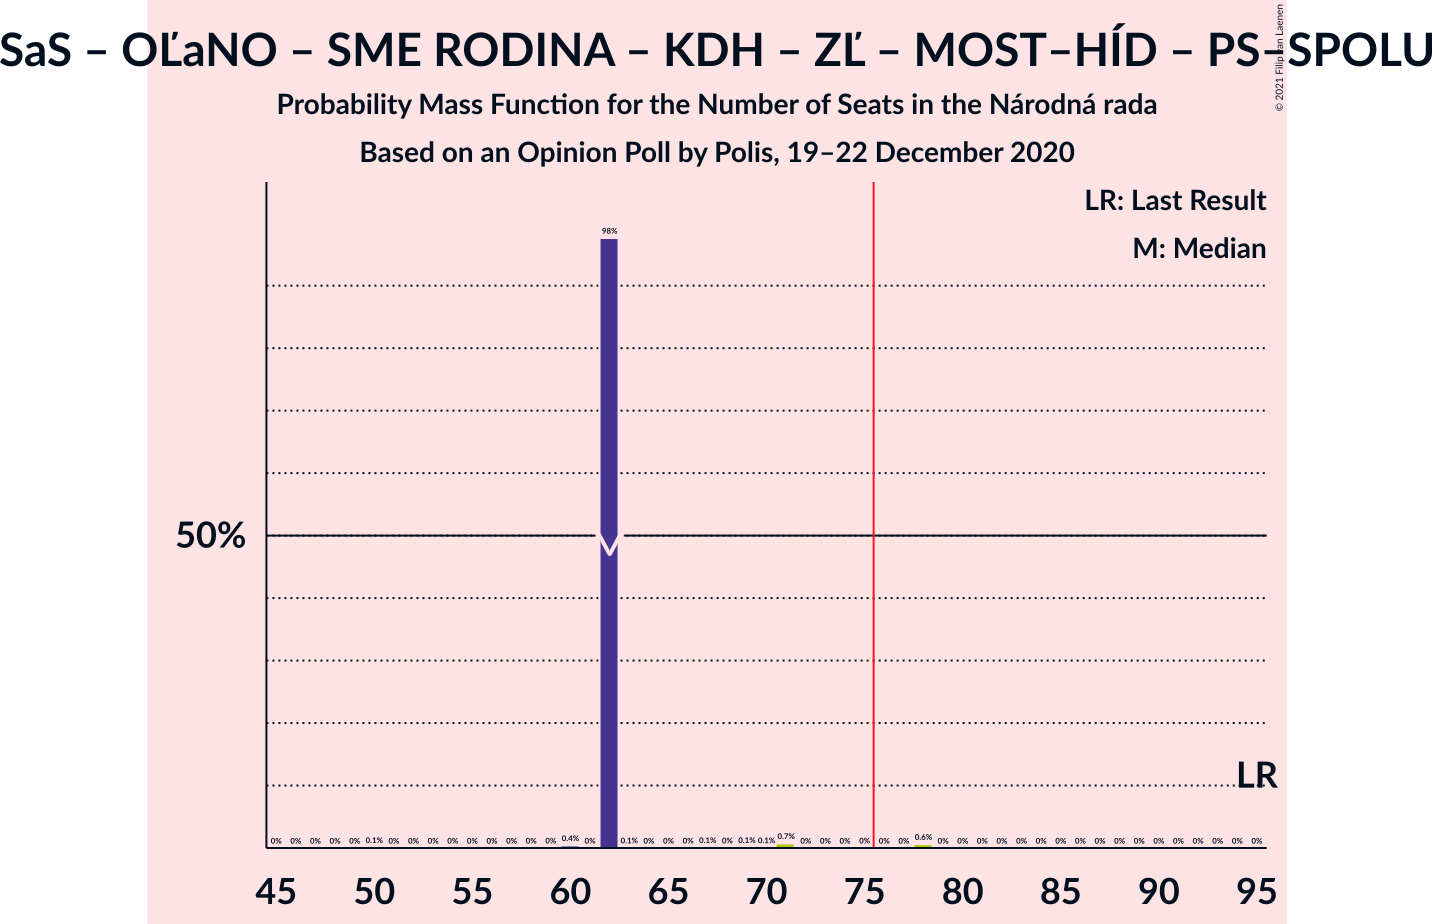 SaS – OĽaNO – SME RODINA – KDH – ZĽ – MOST–HÍD – PS–SPOLU
© 2021 Filip van Laenen
Probability Mass Function for the Number of Seats in the Národná rada
Based on an Opinion Poll by Polis, 19–22 December 2020
LR: Last Result
M: Median
98%
50%
LR
0% 0% 0% 0% 0% 0.1% 0% 0% 0% 0% 0% 0% 0% 0% 0% 0.4% 0% 0.1% 0% 0% 0% 0.1% 0% 0.1% 0.1% 0.7% 0% 0% 0% 0% 0% 0% 0.6% 0% 0% 0% 0% 0% 0% 0% 0% 0% 0% 0% 0% 0% 0% 0% 0% 0%
45 50 55 60 65 70 75 80 85 90 95